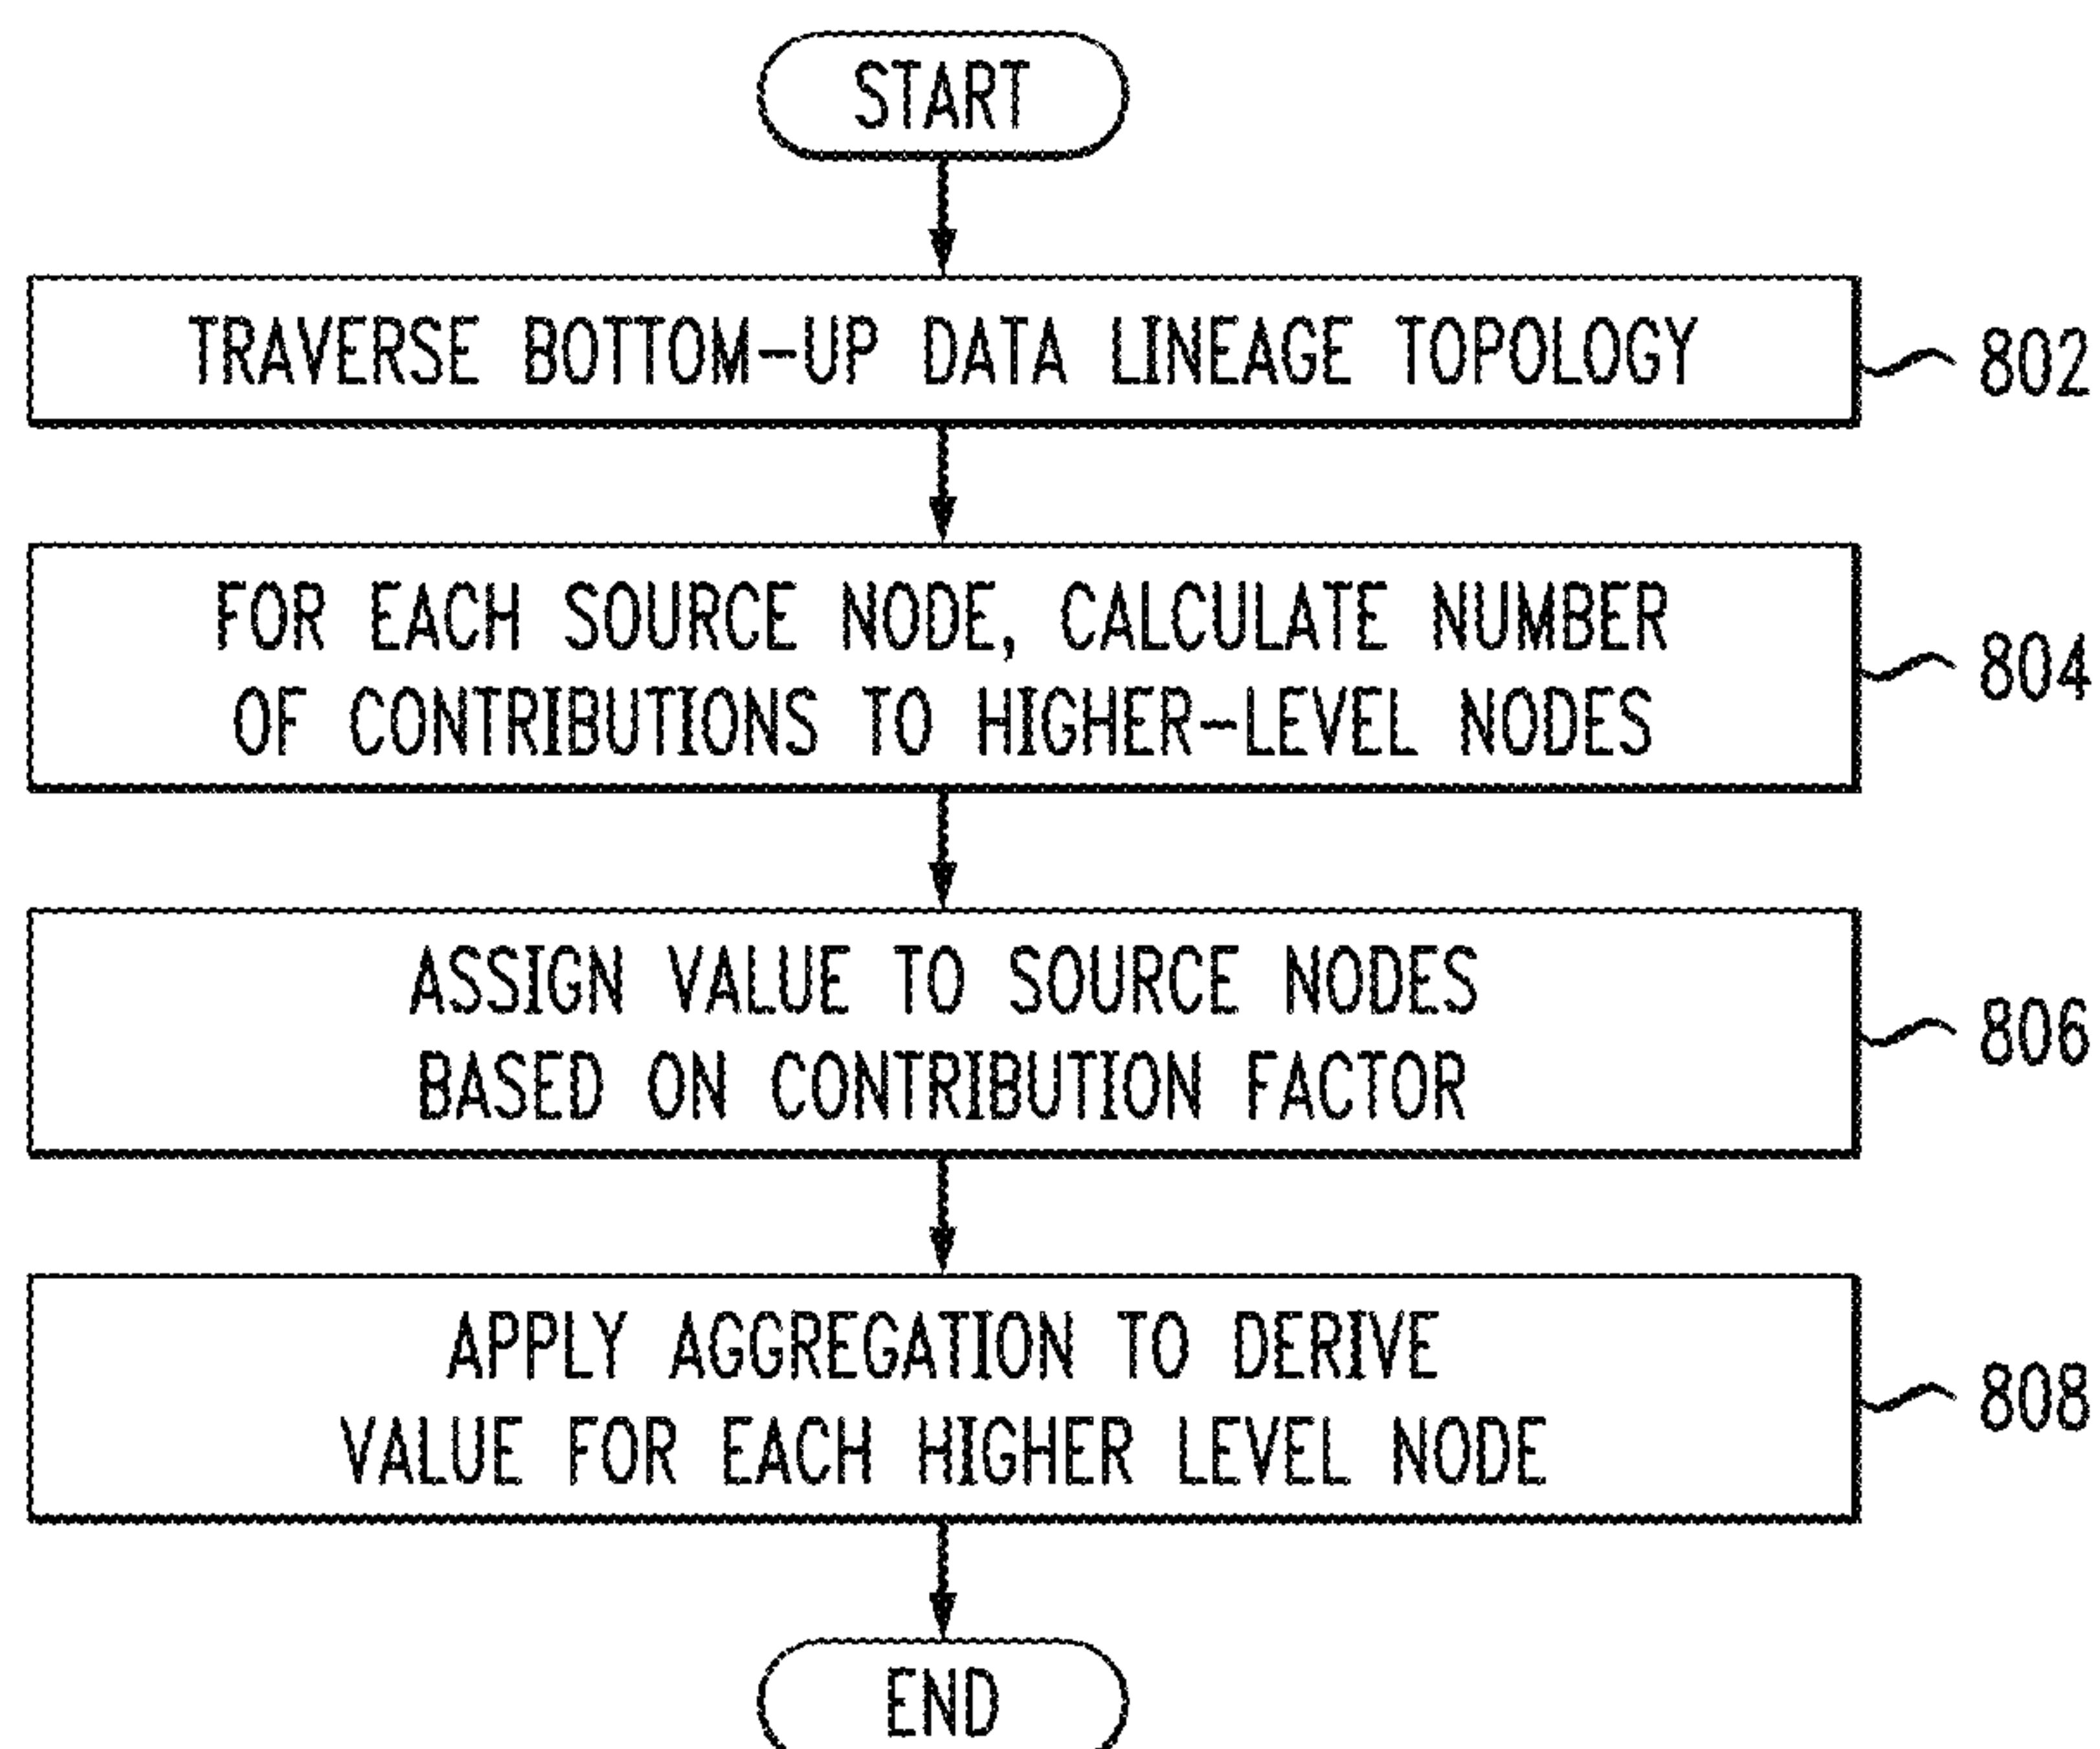 START
TRAVERSE BOTTOM-UP DATA LINEAGE TOPOLOGY
802
FOR EACH SOURCE NODE, CALCULATE NUMBER
OF CONTRIBUTIONS TO HIGHER-LEVEL NODES
804
ASSIGN VALUE TO SOURCE NODES
BASED ON CONTRIBUTION FACTOR
806
APPLY AGGREGATION TO DERIVE
VALUE FOR EACH HIGHER LEVEL NODE
808
END